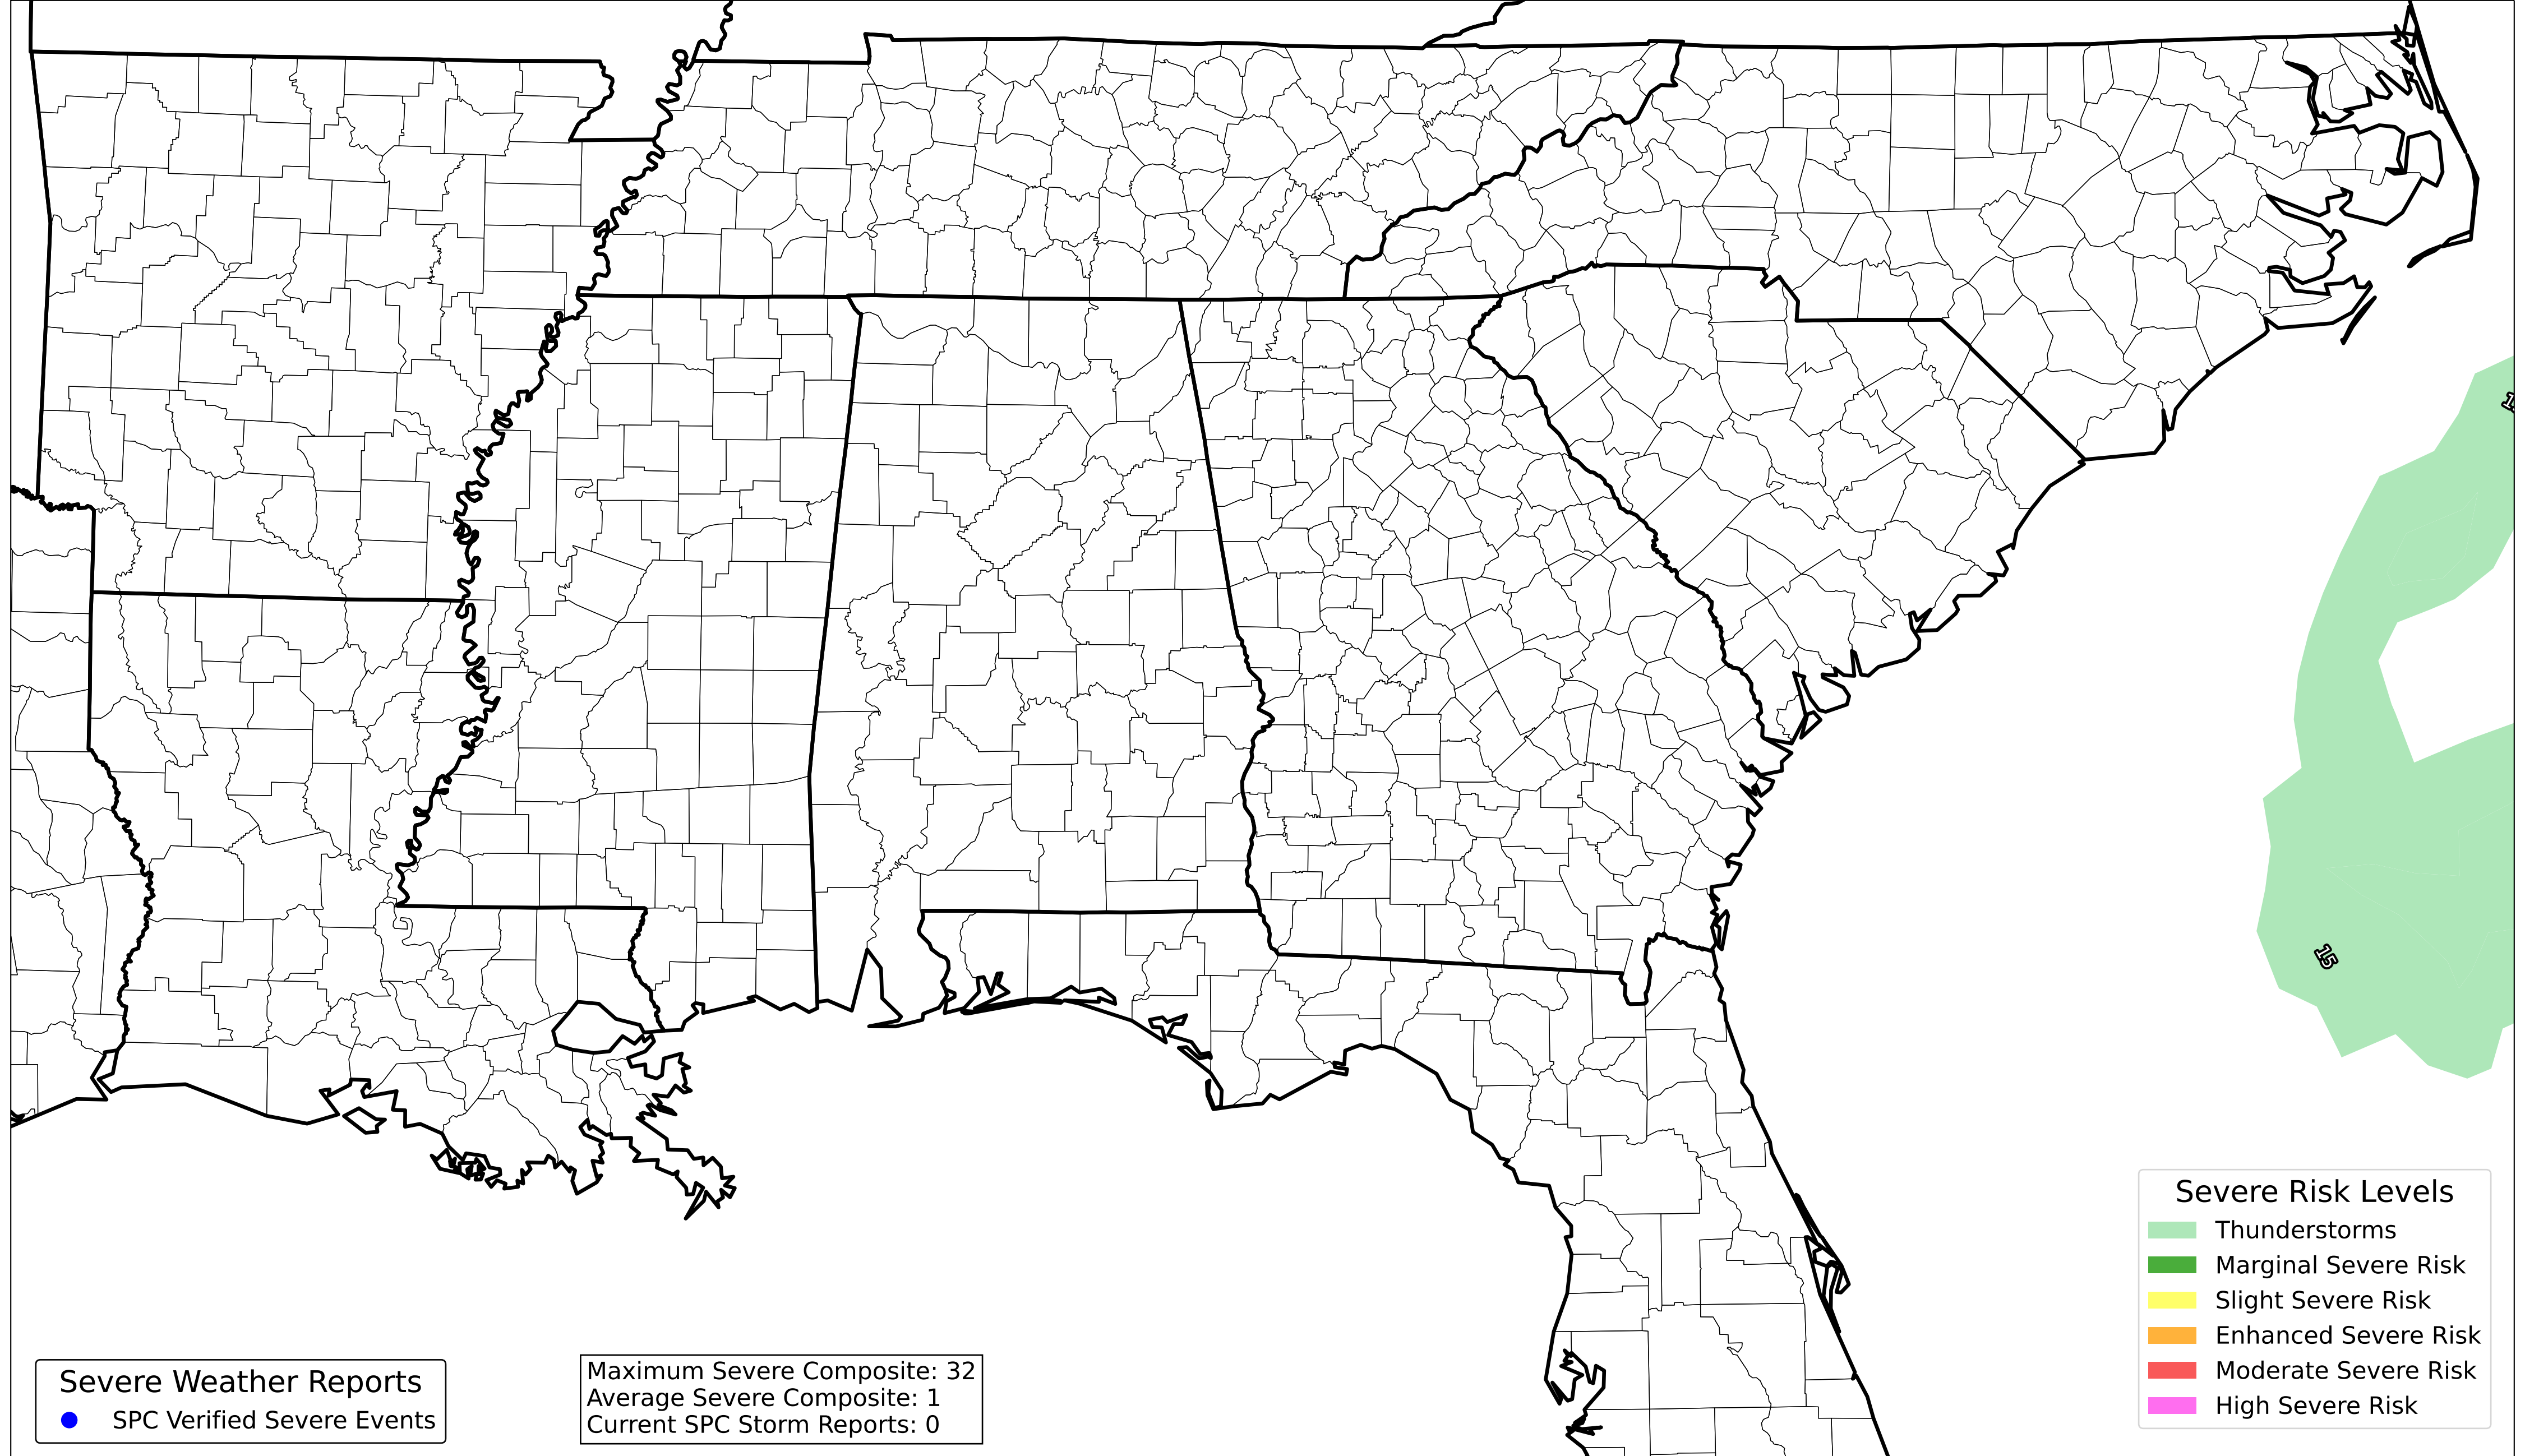 15
Severe Risk Levels
Thunderstorms
Marginal Severe Risk
Slight Severe Risk
Enhanced Severe Risk
Moderate Severe Risk
High Severe Risk
Severe Weather Reports
SPC Verified Severe Events
Maximum Severe Composite: 32
Average Severe Composite: 1
Current SPC Storm Reports: 0